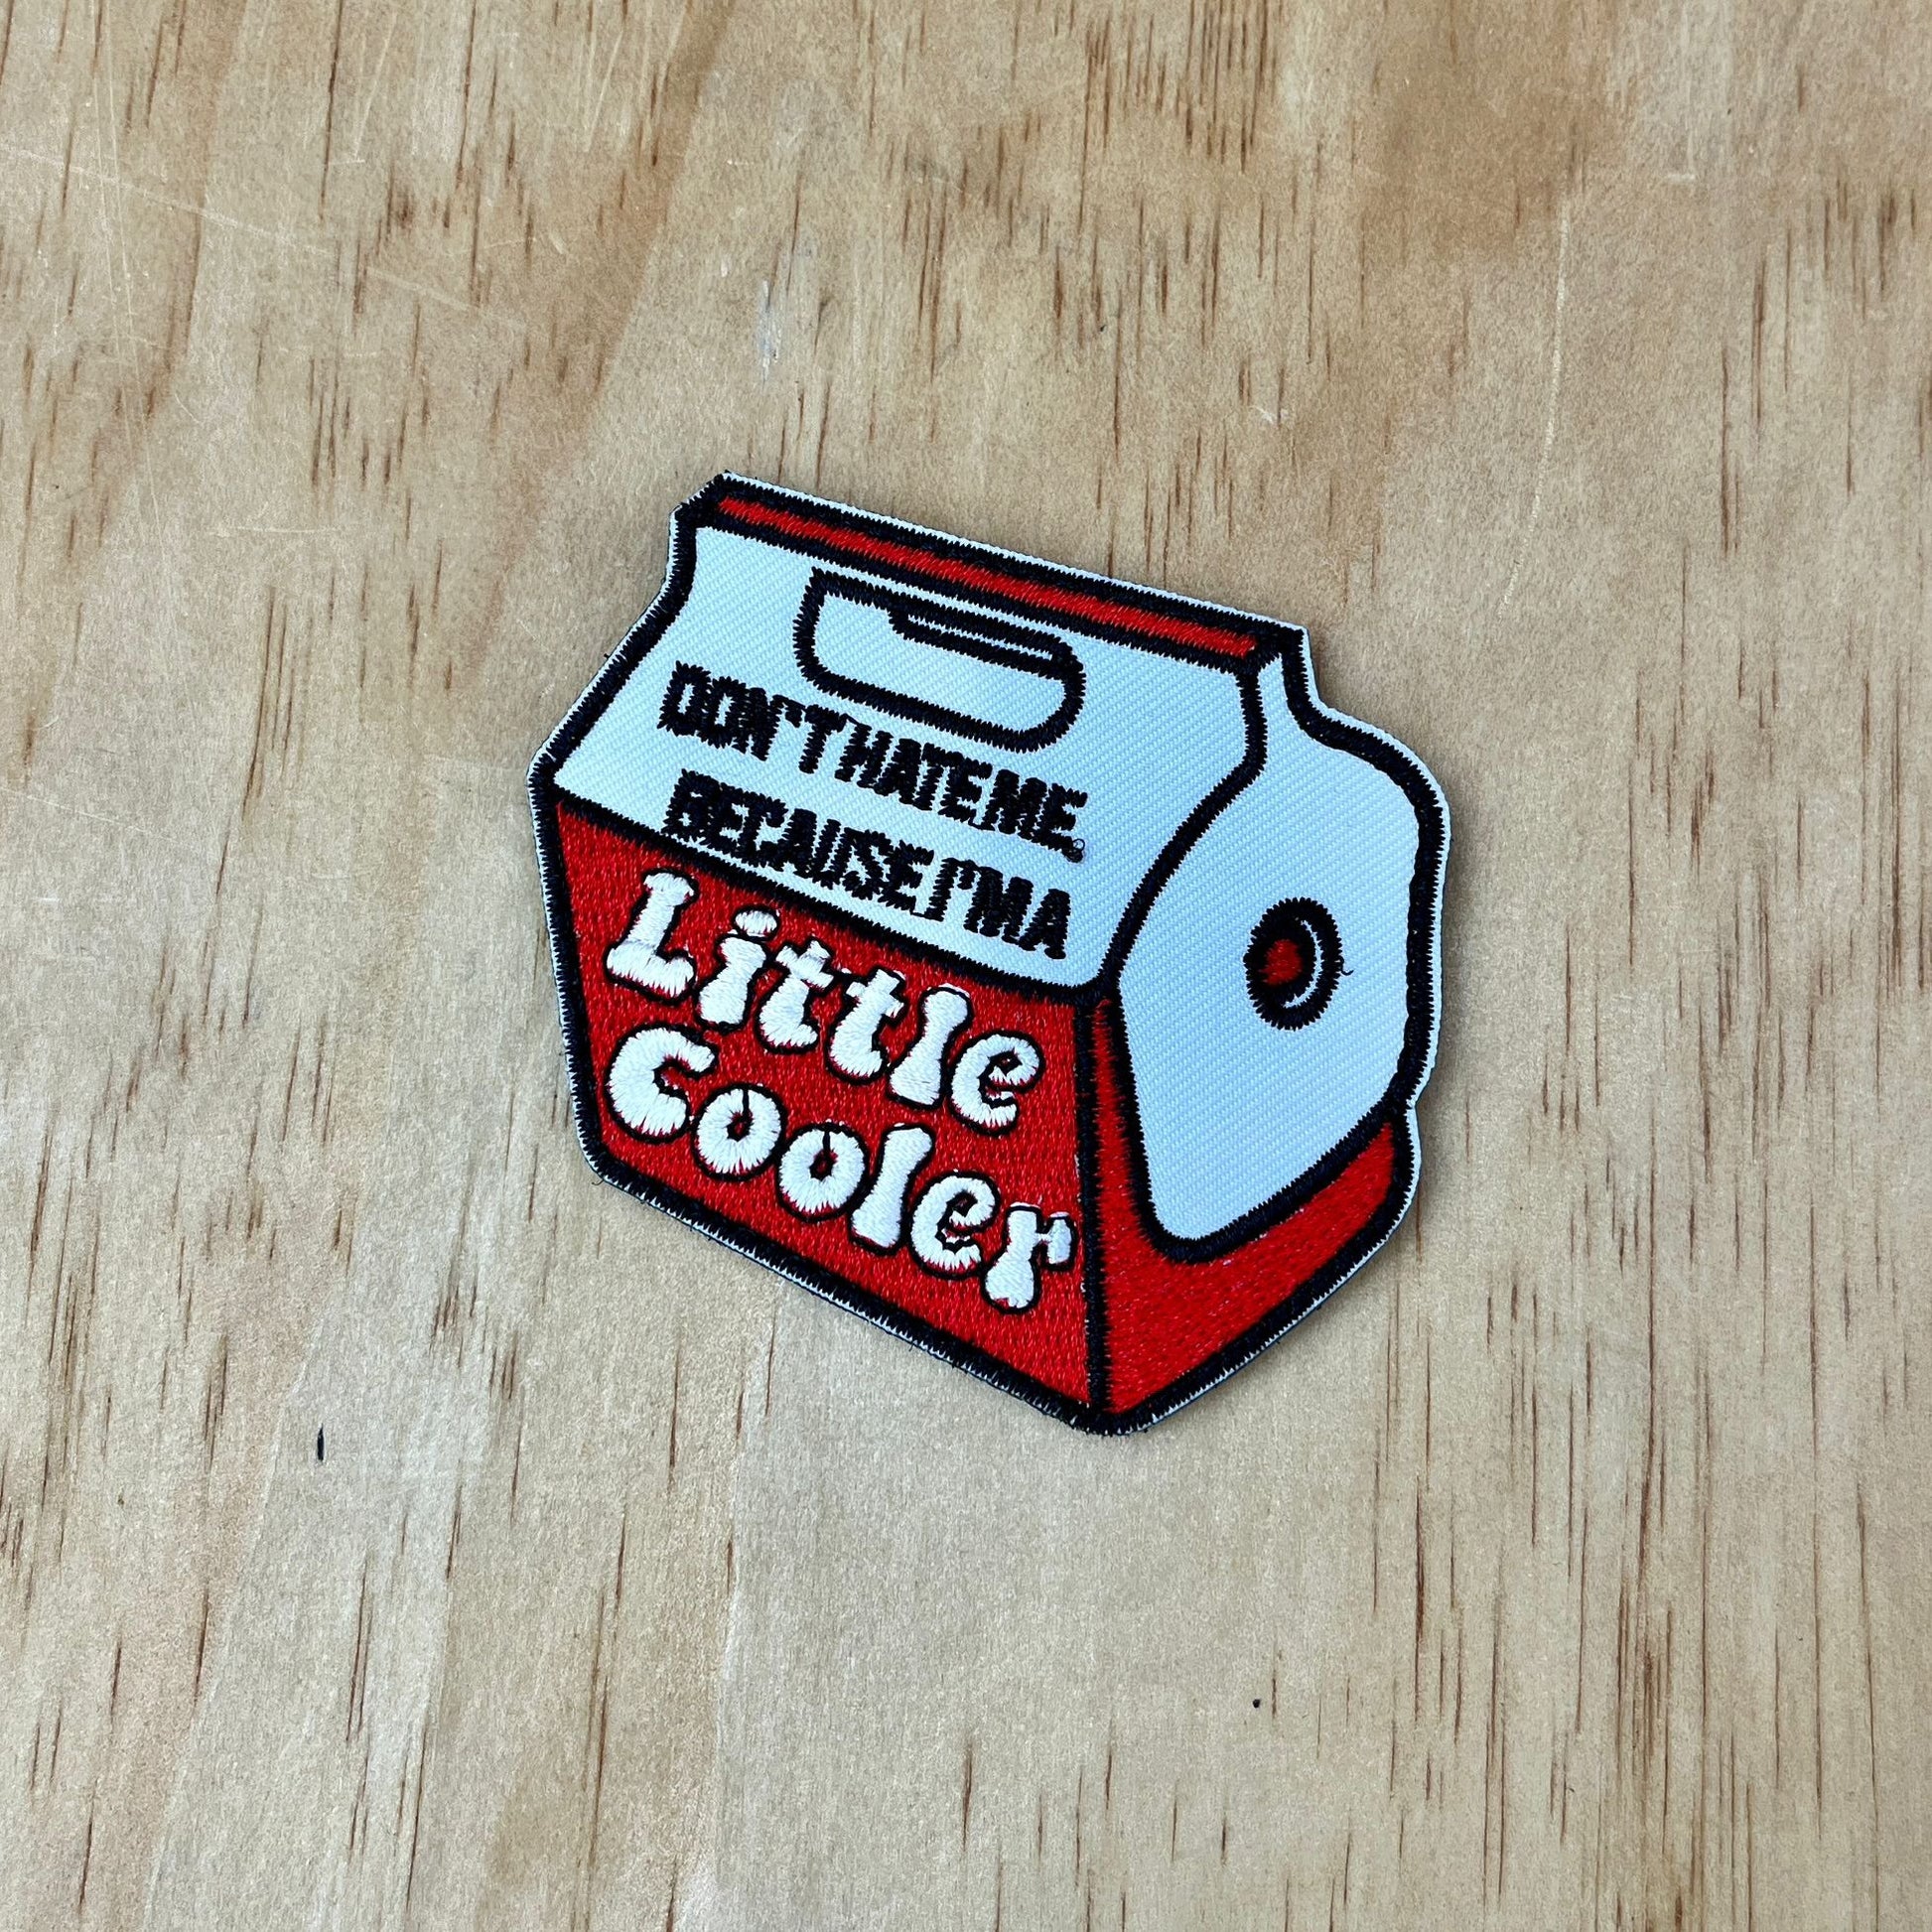 DON'T HATE ME
BECAUSE I'M A
Little
Cooler